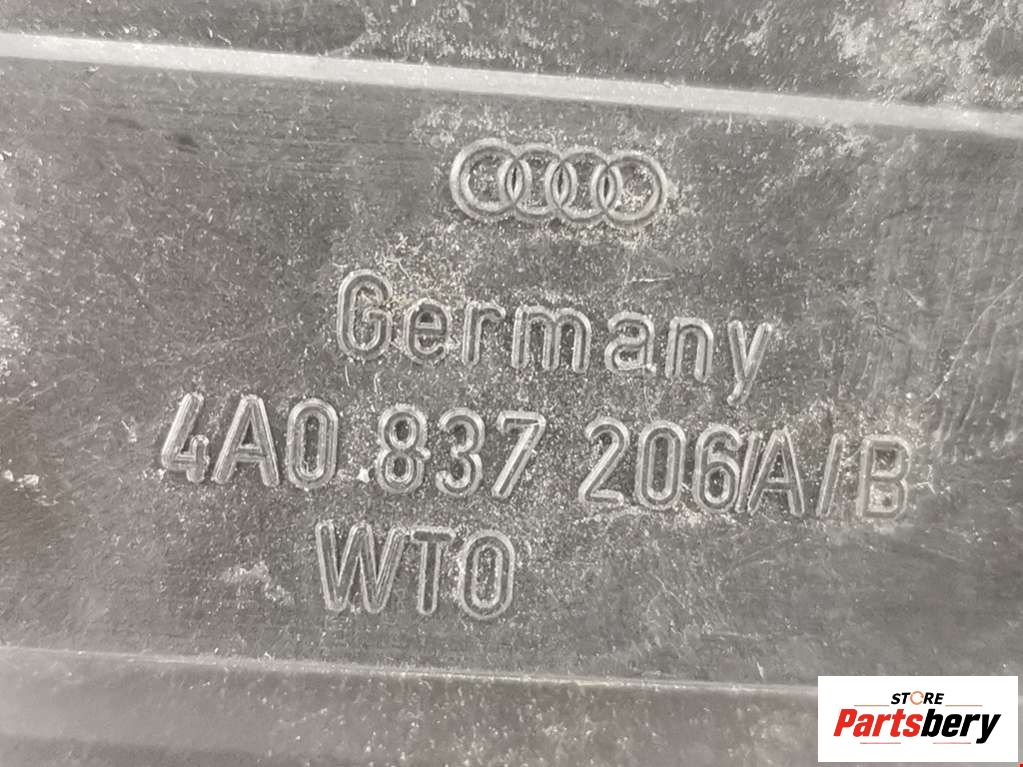 Germany
4A0 837 206/A/B
WTO
STORE
Partsbery